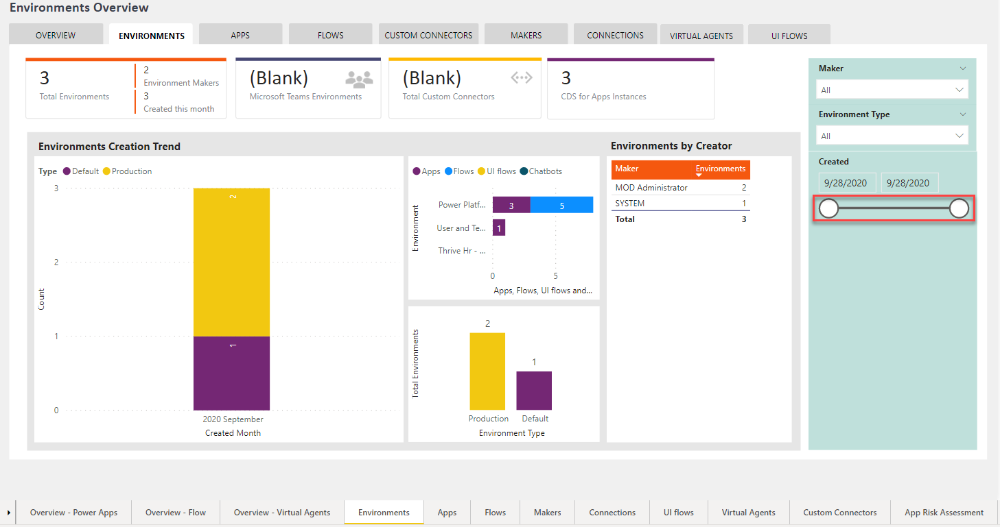 Environments Overview
OVERVIEW
ENVIRONMENTS
APPS
FLOWS
CUSTOM CONNECTORS
MAKERS
CONNECTIONS
VIRTUAL AGENTS
UI FLOWS
3
Total Environments
2
Environment Makers
3
Created this month
(Blank)
Microsoft Teams Environments
(Blank)
Total Custom Connectors
3
CDS for Apps Instances
Maker
All
Environment Type
All
Created
9/28/2020
9/28/2020
Environments Creation Trend
Type Default Production
3
2
1
0
Count
2
1
2020 September
Created Month
Apps Flows UI flows Chatbots
Environment
Power Platf...
3
5
User and Te...
1
Thrive Hr - ...
0
5
Apps, Flows, UI flows and...
Total Environments
2
1
Production
Default
Environment Type
Environments by Creator
Maker Environments
MOD Administrator 2
SYSTEM 1
Total 3
Overview - Power Apps
Overview - Flow
Overview - Virtual Agents
Environments
Apps
Flows
Makers
Connections
UI flows
Virtual Agents
Custom Connectors
App Risk Assessment